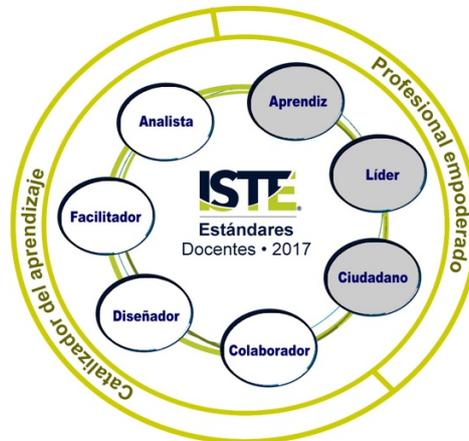 Aprendiz
Analista
Profesional empoderado
Líder
ISTE®
Facilitador
Estándares
Docentes • 2017
Ciudadano
Diseñador
Colaborador
Catalizador del aprendizaje